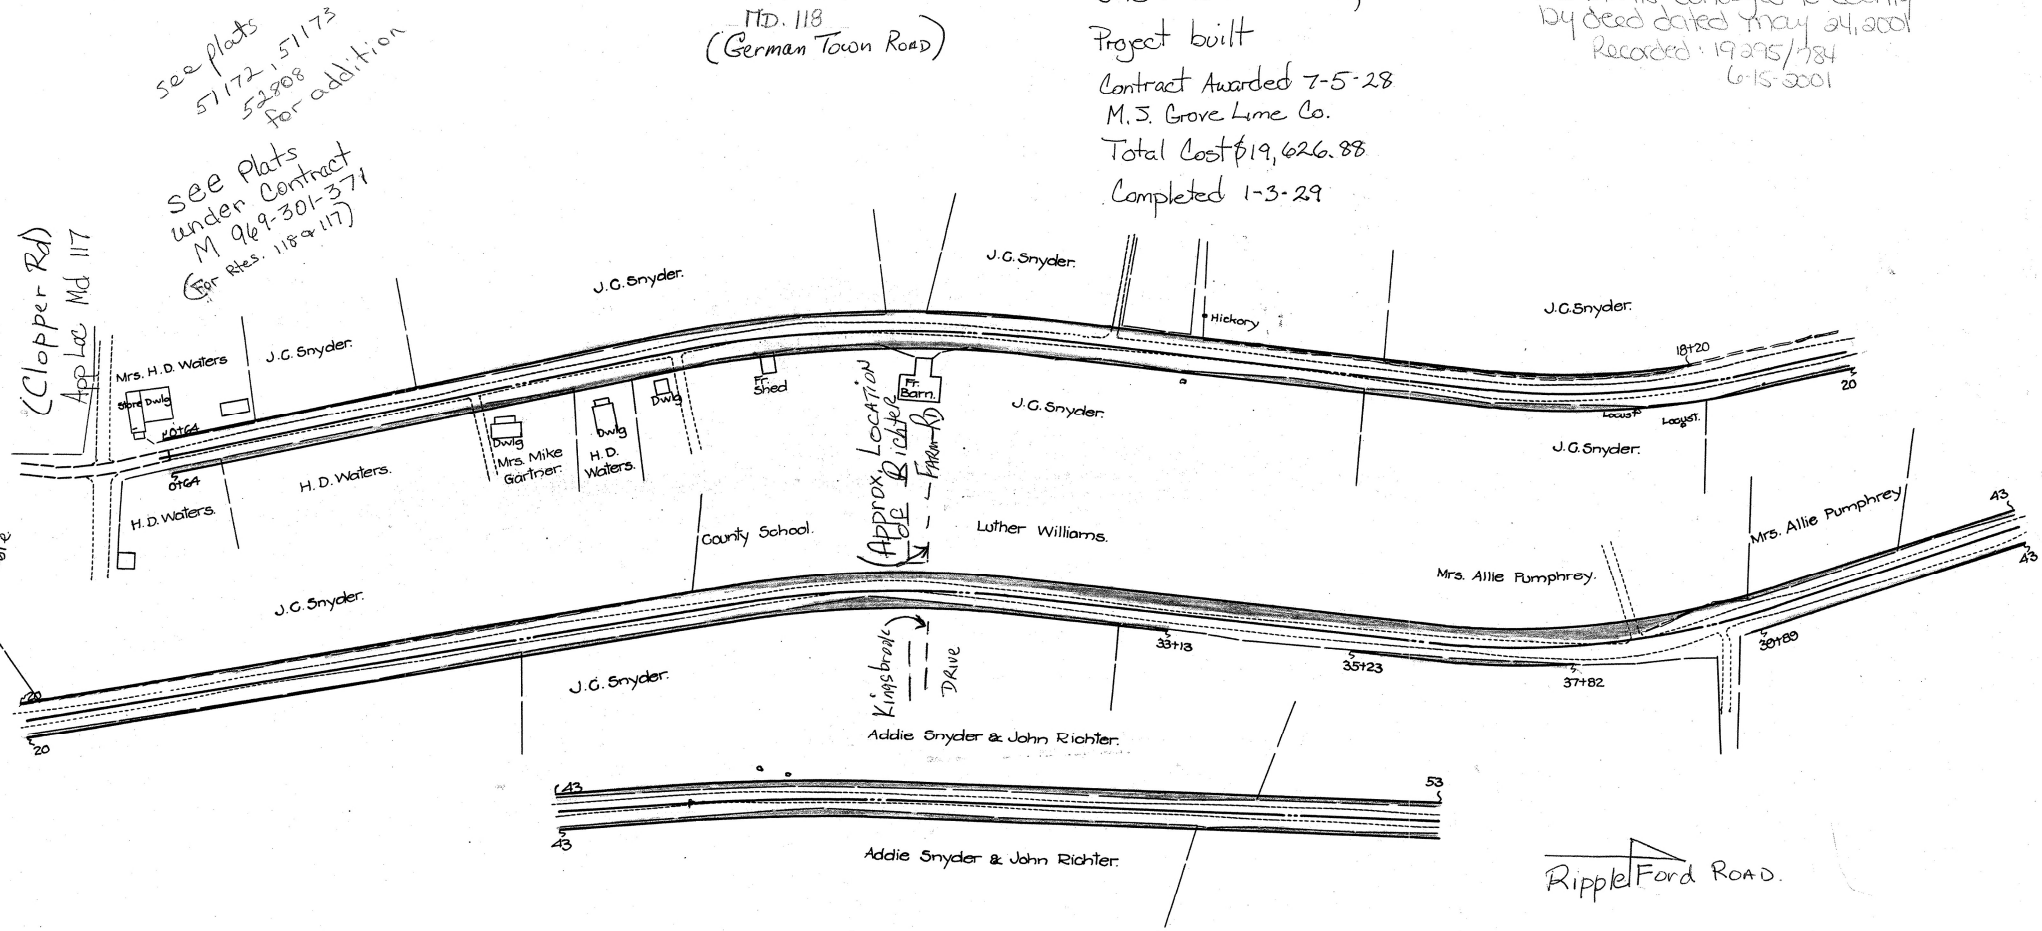 see plats
51172, 51173
52808
for addition
see Plats
under Contract
M 969-301-371
(For Rtes. 118 & 117)
MD. 118
(German Town Road)
Project built
Contract Awarded 7-5-28
M. J. Grove Lime Co.
Total Cost $19,626.88
Completed 1-3-29
by deed dated May 24, 2001
Recorded: 19295/784
6-15-2001
(Clopper Rd)
App Loc Md 117
Mrs. H. D. Waters
J.G. Snyder.
J.G. Snyder.
J.G. Snyder.
Hickory
J.G. Snyder.
18+20
20
Store
Dwlg
0+64
0+64
H. D. Waters.
H. D. Waters.
Dwlg
Mrs. Mike
Gartner.
Dwlg
H. D.
Waters.
Dwlg
Fr.
Shed
Fr.
Barn.
J.G. Snyder.
Locust
Locust.
J.G. Snyder.
(Approx. Location
of Richter
Farm Rd
County School.
Luther Williams.
Mrs. Allie Pumphrey.
Mrs. Allie Pumphrey
43
43
J.G. Snyder.
20
20
J.G. Snyder.
Kingsbrook
Drive
33+13
35+23
37+82
39+89
Addie Snyder & John Richter.
43
43
53
Addie Snyder & John Richter.
Ripple Ford Road.